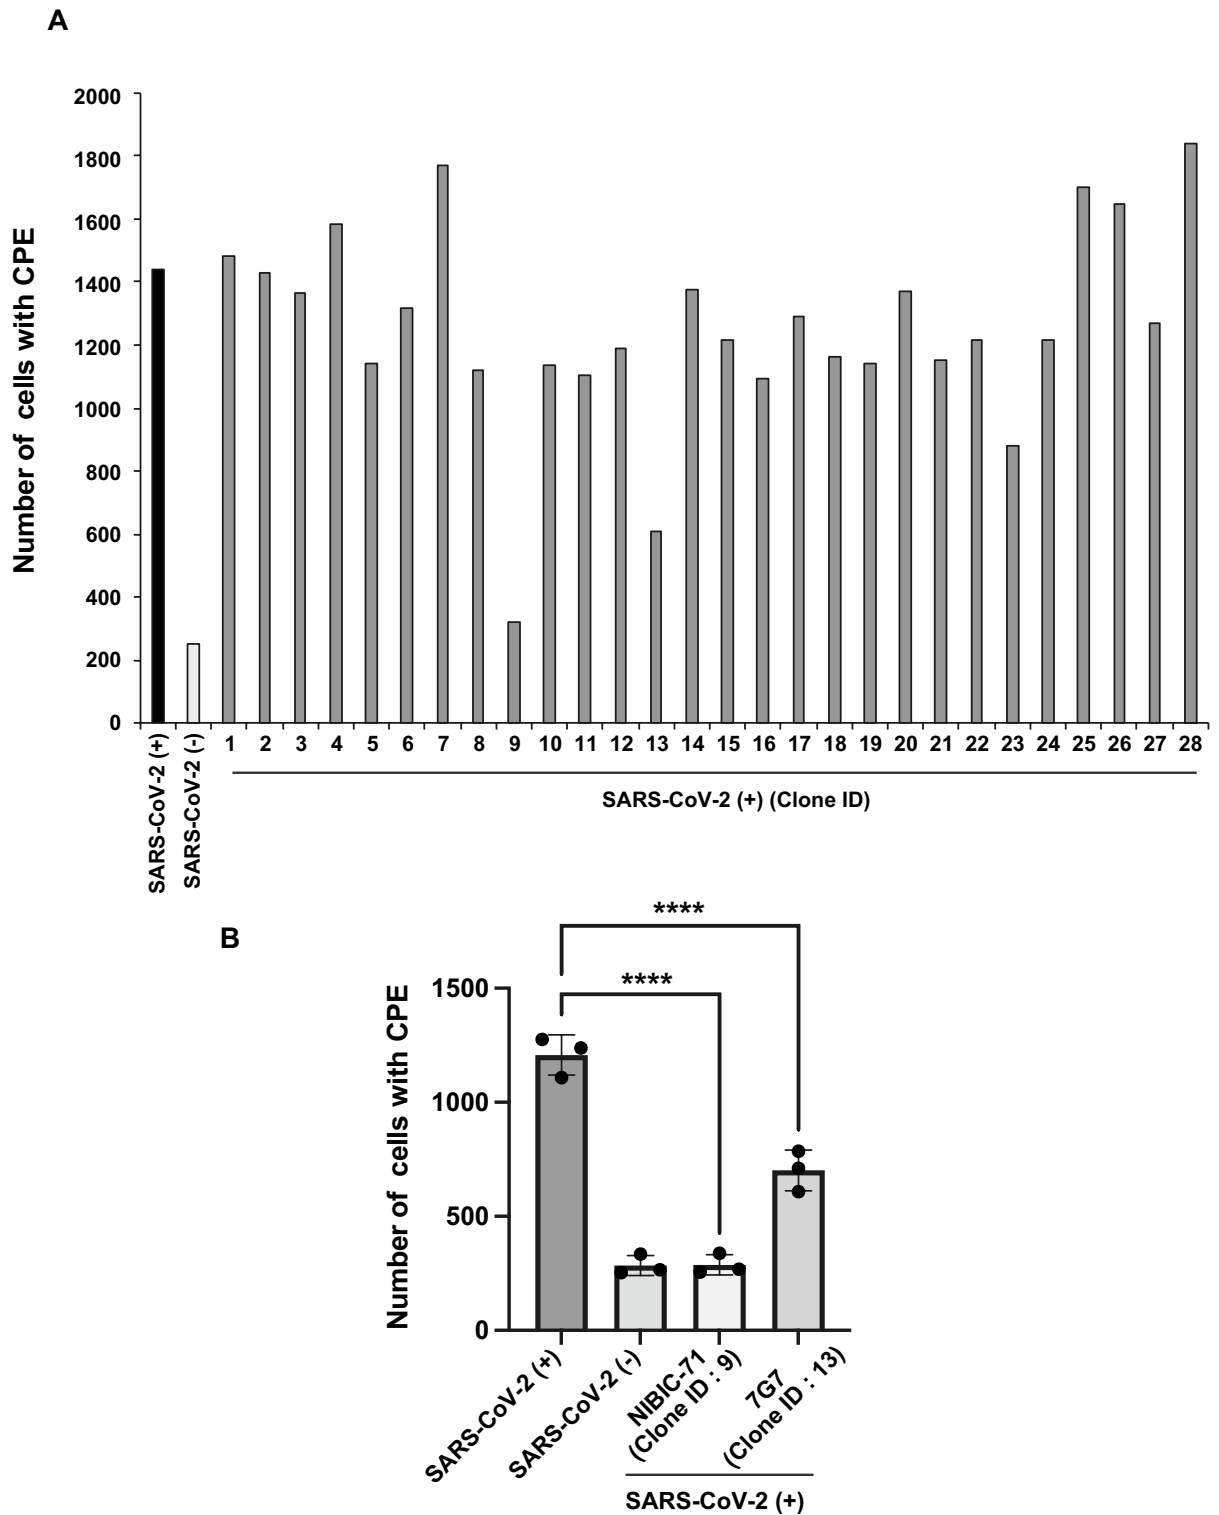 A
Number of cells with CPE
2000
1800
1600
1400
1200
1000
800
600
400
200
0
SARS-CoV-2 (+)
SARS-CoV-2 (-)
1 2 3 4 5 6 7 8 9 10 11 12 13 14 15 16 17 18 19 20 21 22 23 24 25 26 27 28
SARS-CoV-2 (+) (Clone ID)
B
Number of cells with CPE
****
****
1500
1000
500
0
SARS-CoV-2 (+)
SARS-CoV-2 (-)
NIBIC-71
(Clone ID : 9)
7G7
(Clone ID : 13)
SARS-CoV-2 (+)